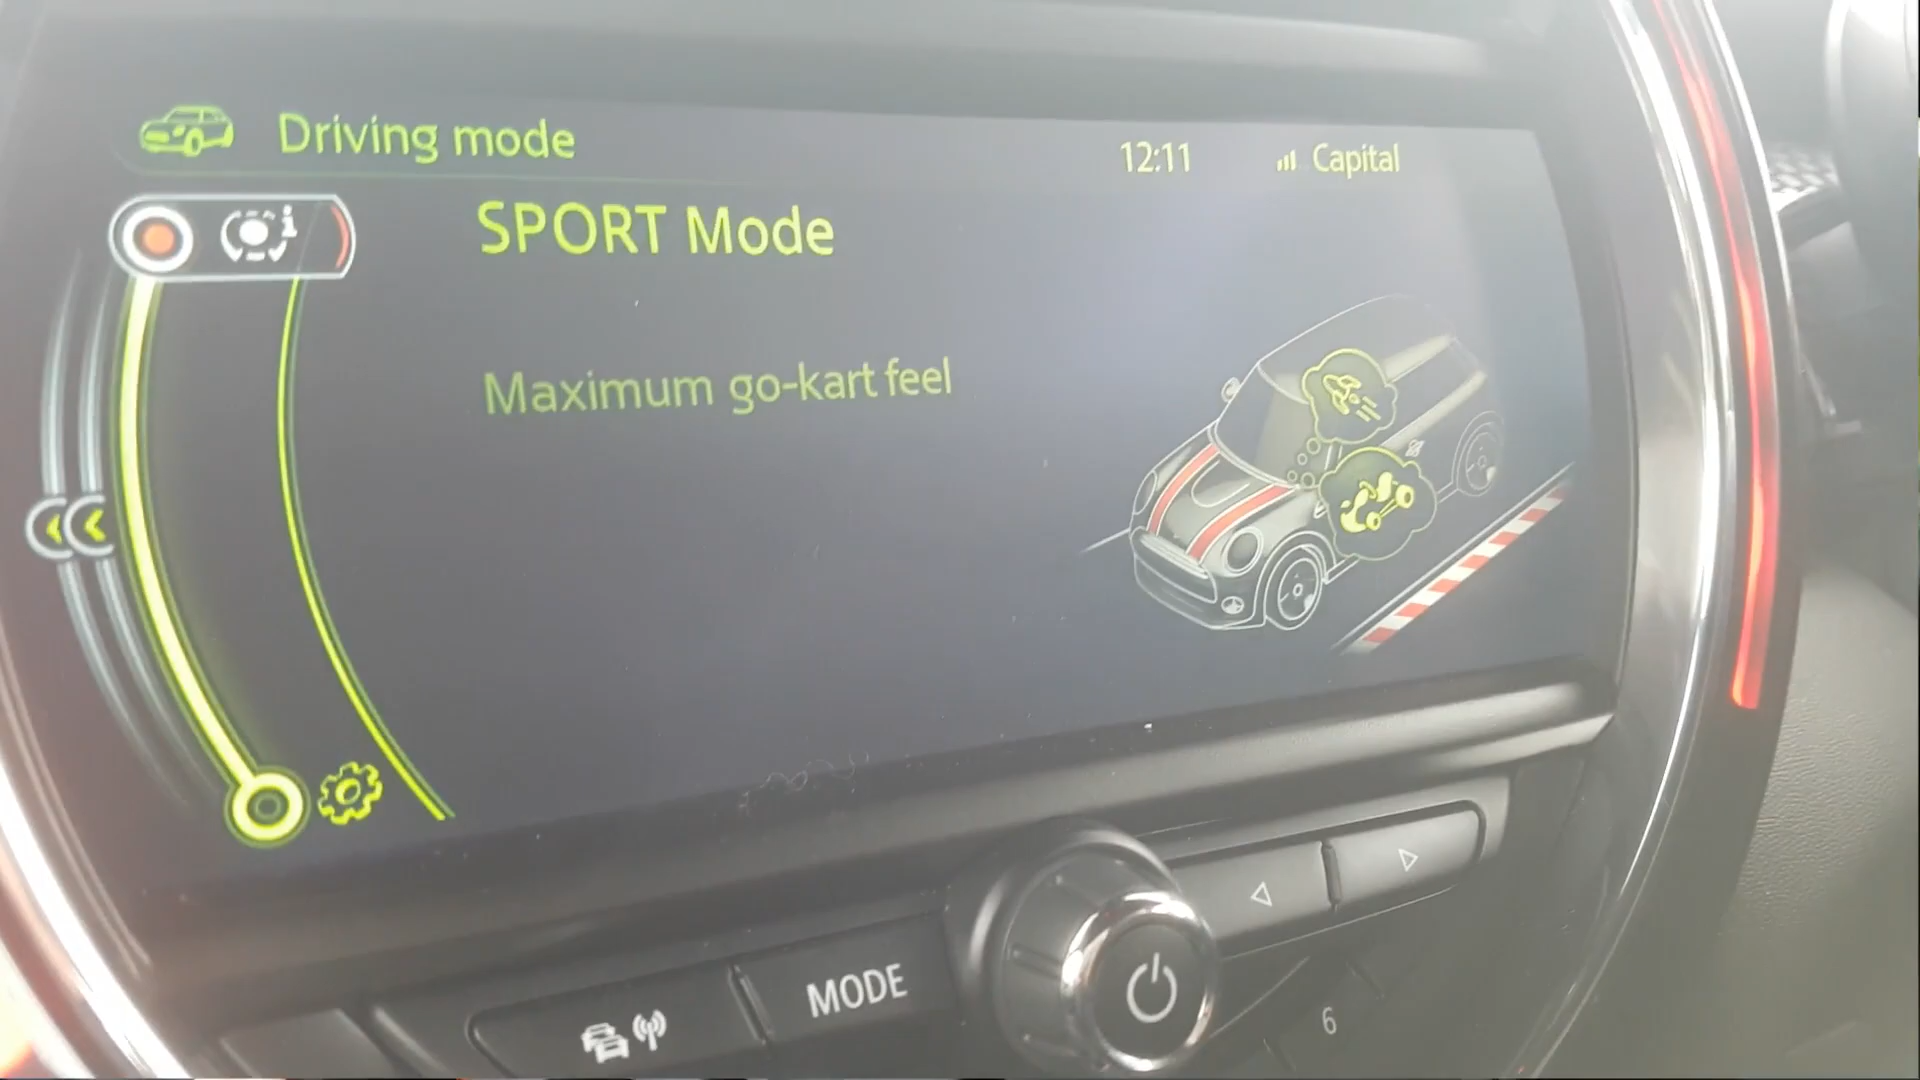 Driving mode
12:11
Capital
SPORT Mode
Maximum go-kart feel
MODE
6